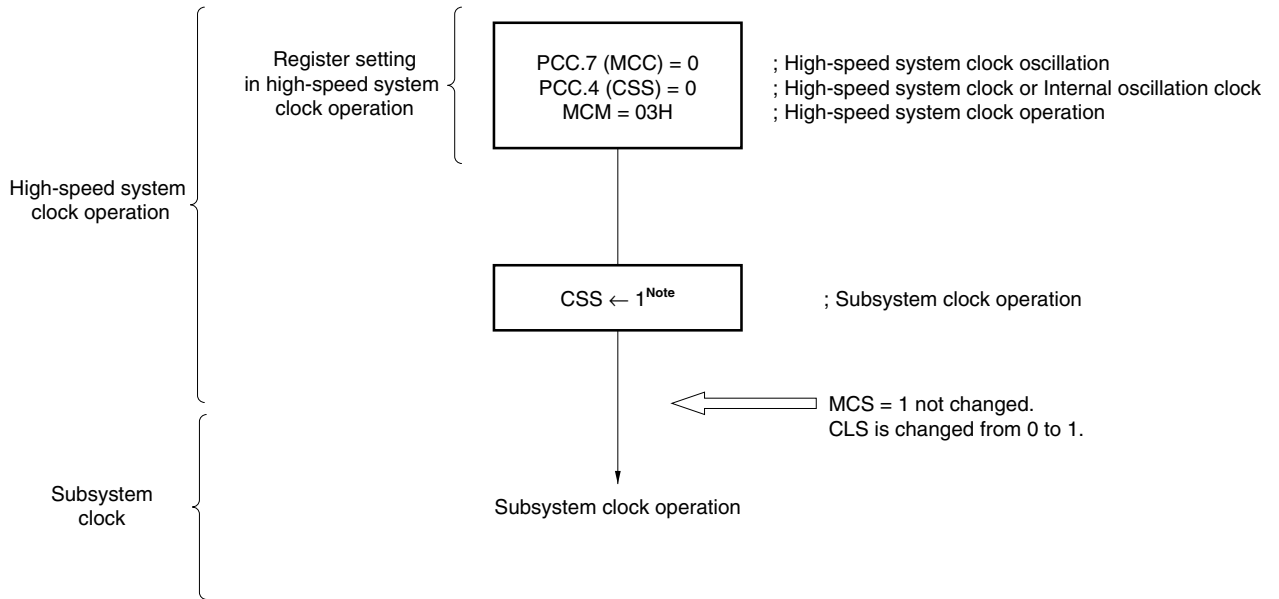 Register setting
in high-speed system
clock operation
PCC.7 (MCC) = 0
PCC.4 (CSS) = 0
MCM = 03H
; High-speed system clock oscillation
; High-speed system clock or Internal oscillation clock
; High-speed system clock operation
High-speed system
clock operation
CSS ← 1Note
; Subsystem clock operation
MCS = 1 not changed.
CLS is changed from 0 to 1.
Subsystem
clock
Subsystem clock operation